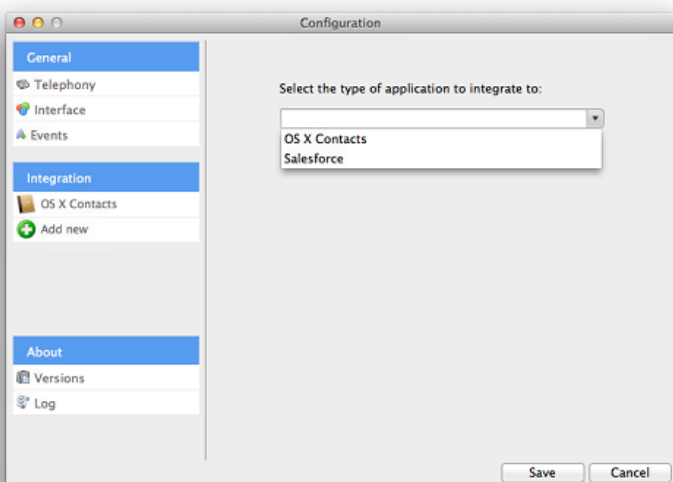 Configuration
General
Telephony
Interface
Events
Integration
OS X Contacts
Add new
About
Versions
Log
Select the type of application to integrate to:
OS X Contacts
Salesforce
Save
Cancel